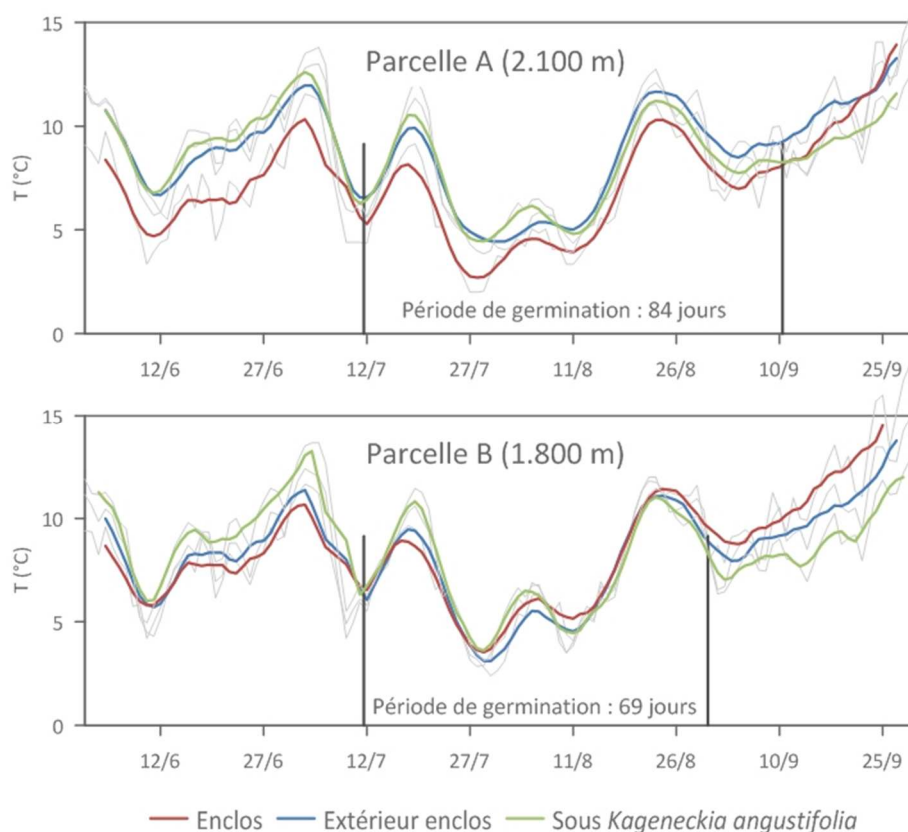 15
Parcelle A (2.100 m)
10
T (°C)
5
Période de germination : 84 jours
0
12/6 27/6 12/7 27/7 11/8 26/8 10/9 25/9
15
Parcelle B (1.800 m)
10
T (°C)
5
Période de germination : 69 jours
0
12/6 27/6 12/7 27/7 11/8 26/8 10/9 25/9
Enclos Extérieur enclos Sous Kageneckia angustifolia